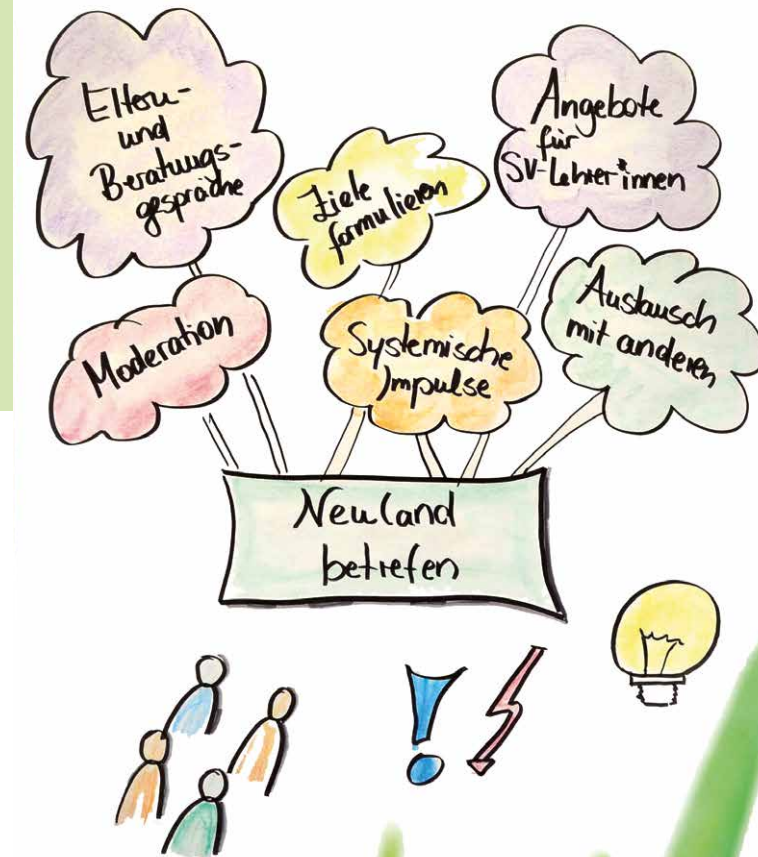 Eltern-
und
Beratungs-
gespräche
Ziele
formulieren
Angebote
für
SV-Lehrer*innen
Moderation
Systemische
Impulse
Austausch
mit anderen
Neuland
betreten